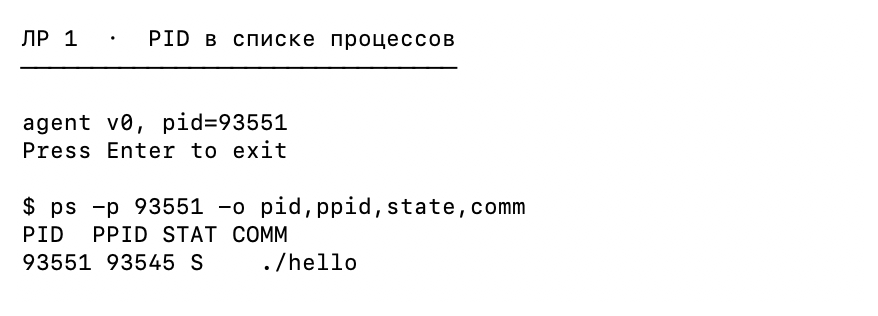 ЛР 1  ·  PID в списке процессов
agent v0, pid=93551
Press Enter to exit
$ ps -p 93551 -o pid,ppid,state,comm
PID  PPID STAT COMM
93551 93545 S    ./hello